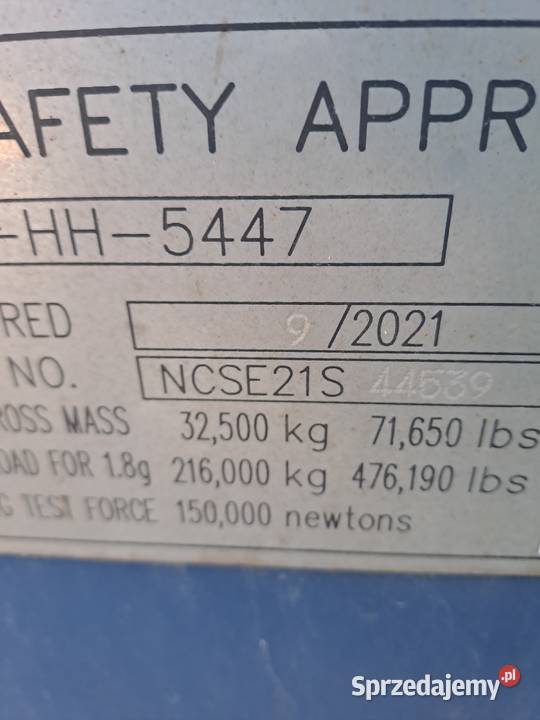 AFETY APPR
-HH-5447
RED 9/2021
NO. NCSE21S 44539
ROSS MASS 32,500 kg 71,650 lbs
OAD FOR 1.8g 216,000 kg 476,190 lbs
G TEST FORCE 150,000 newtons
Sprzedajemy.pl